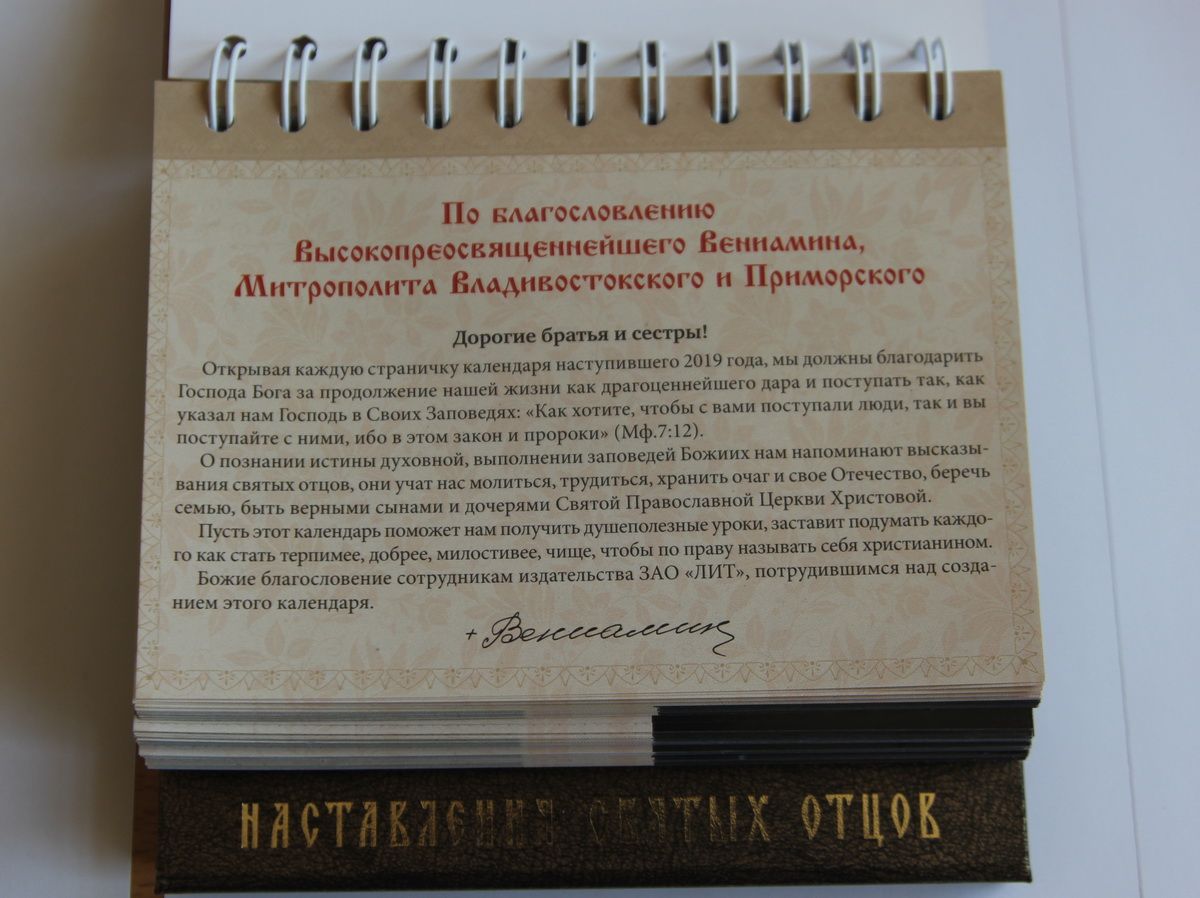 По благословлению
Высокопреосвященнейшего Вениамина,
Митрополита Владивостокского и Приморского
Дорогие братья и сестры!
Открывая каждую страничку календаря наступившего 2019 года, мы должны благодарить
Господа Бога за продолжение нашей жизни как драгоценнейшего дара и поступать так, как
указал нам Господь в Своих Заповедях: «Как хотите, чтобы с вами поступали люди, так и вы
поступайте с ними, ибо в этом закон и пророки» (Мф.7:12).
О познании истины духовной, выполнении заповедей Божиих нам напоминают высказы-
вания святых отцов, они учат нас молиться, трудиться, хранить очаг и свое Отечество, беречь
семью, быть верными сынами и дочерями Святой Православной Церкви Христовой.
Пусть этот календарь поможет нам получить душеполезные уроки, заставит подумать каждо-
го как стать терпимее, добрее, милостивее, чище, чтобы по праву называть себя христианином.
Божие благословение сотрудникам издательства ЗАО «ЛИТ», потрудившимся над созда-
нием этого календаря.
+ Вениамин
НАСТАВЛЕНИЯ СВЯТЫХ ОТЦОВ